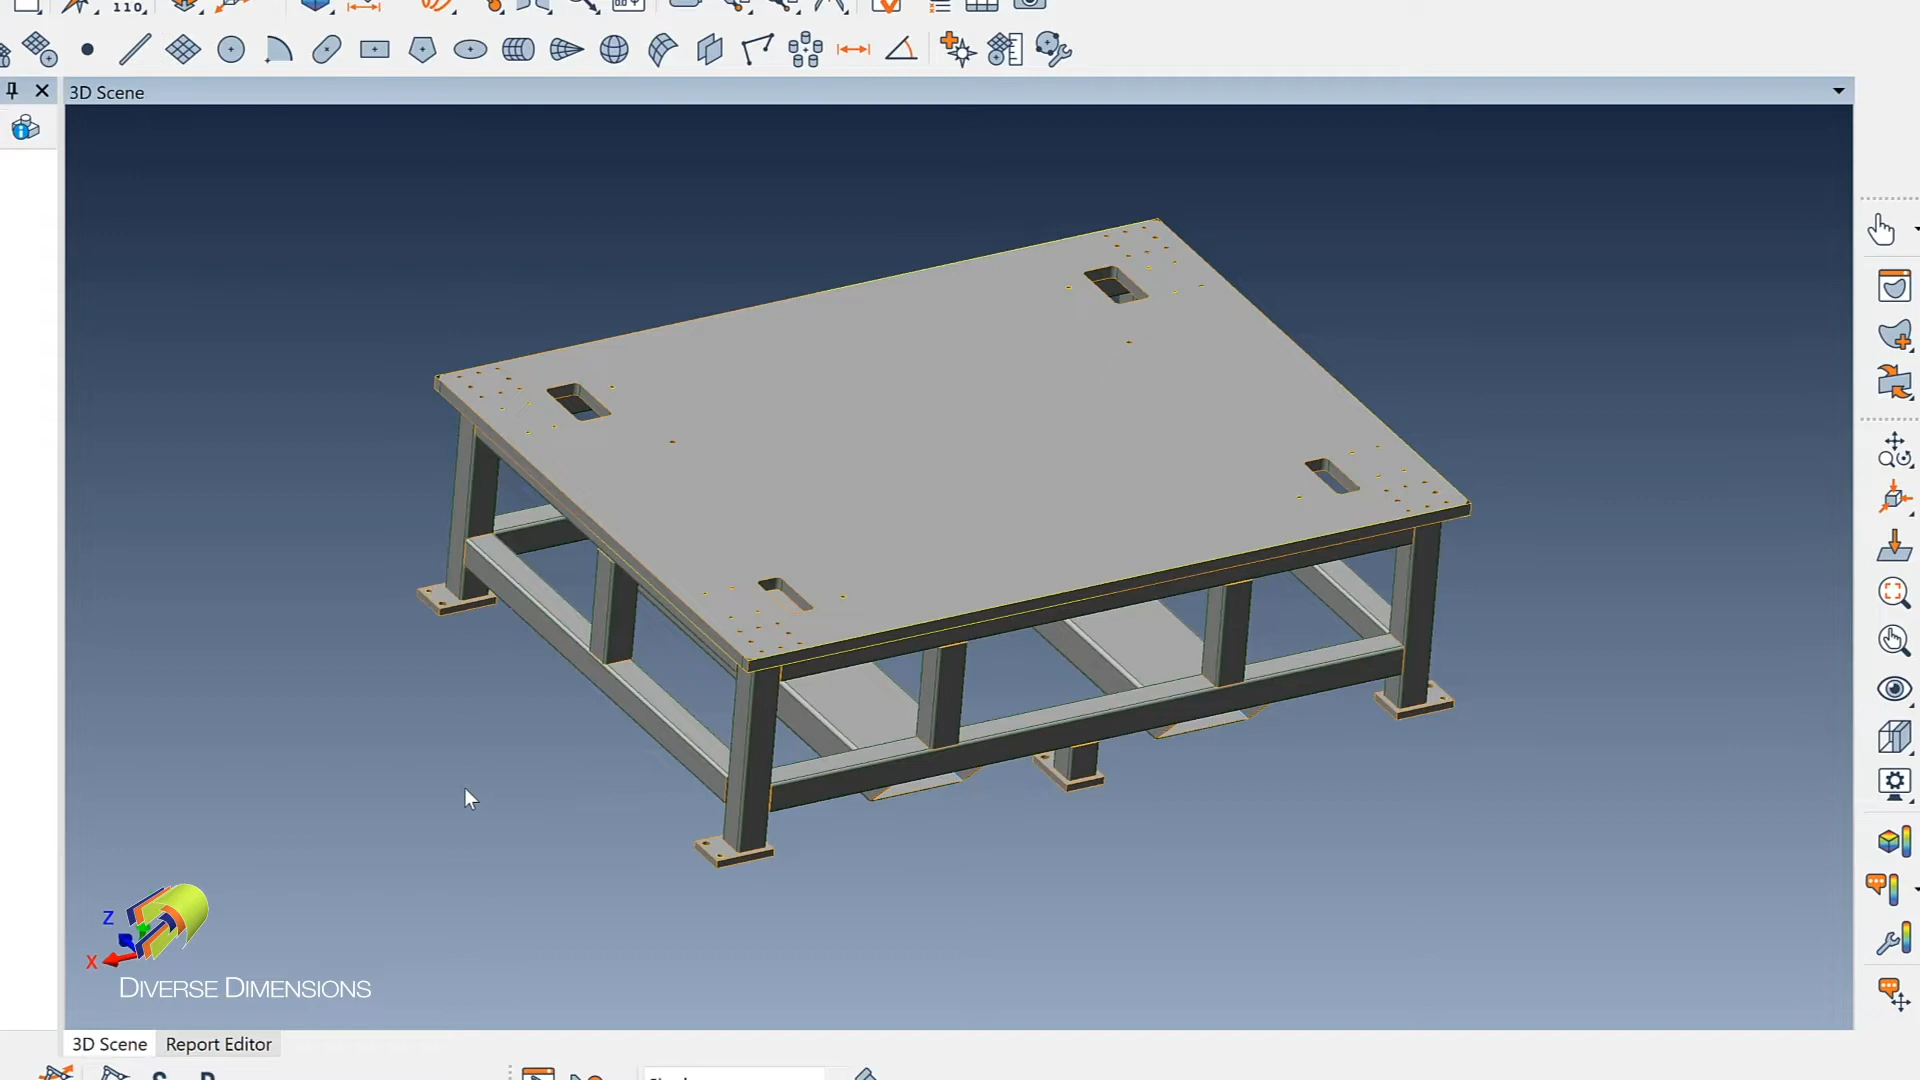 110
3D Scene
Z
X
DIVERSE DIMENSIONS
3D Scene
Report Editor